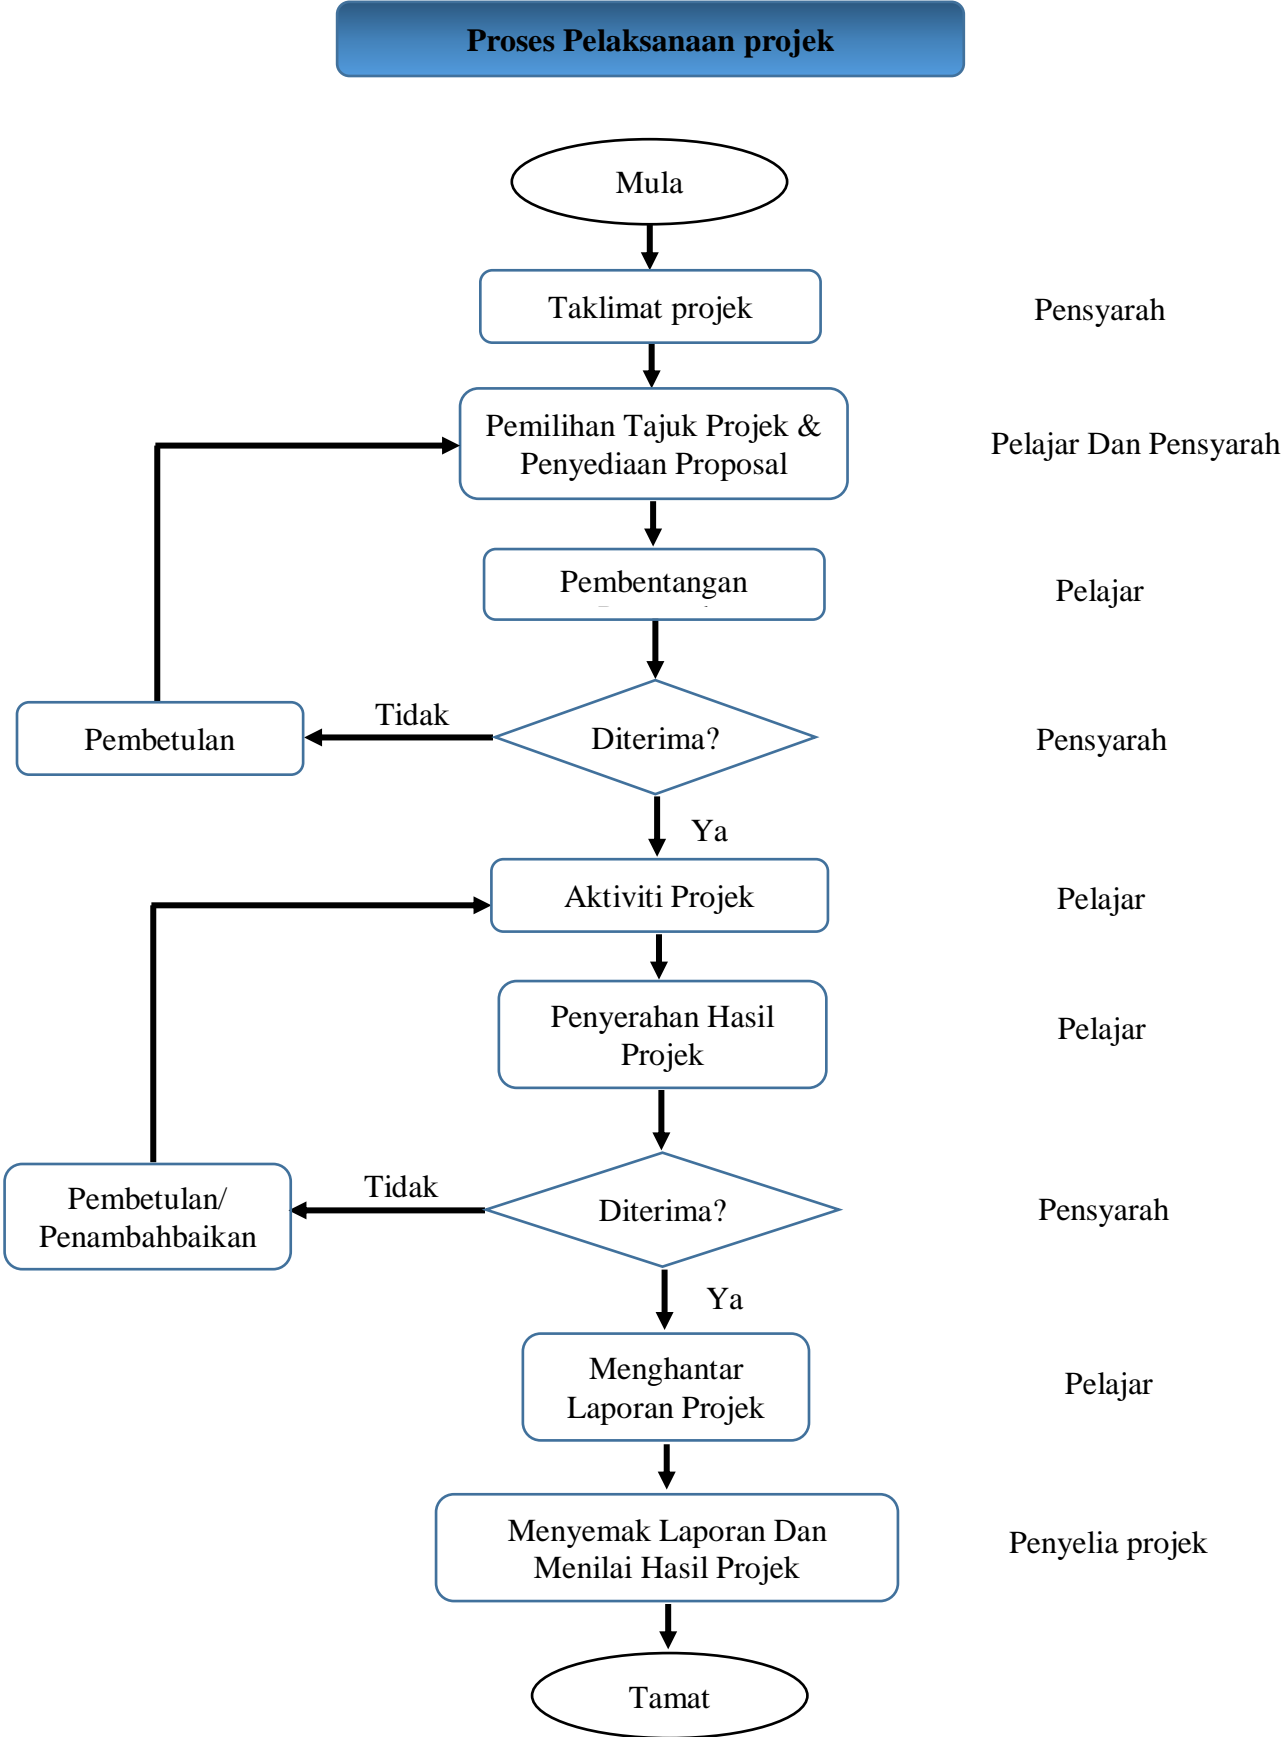 Proses Pelaksanaan projek
Mula
Taklimat projek
Pensyarah
Pemilihan Tajuk Projek &
Penyediaan Proposal
Pelajar Dan Pensyarah
Pembentangan
Pelajar
Tidak
Pembetulan
Diterima?
Pensyarah
Ya
Aktiviti Projek
Pelajar
Penyerahan Hasil
Projek
Pelajar
Tidak
Pembetulan/
Penambahbaikan
Diterima?
Pensyarah
Ya
Menghantar
Laporan Projek
Pelajar
Menyemak Laporan Dan
Menilai Hasil Projek
Penyelia projek
Tamat